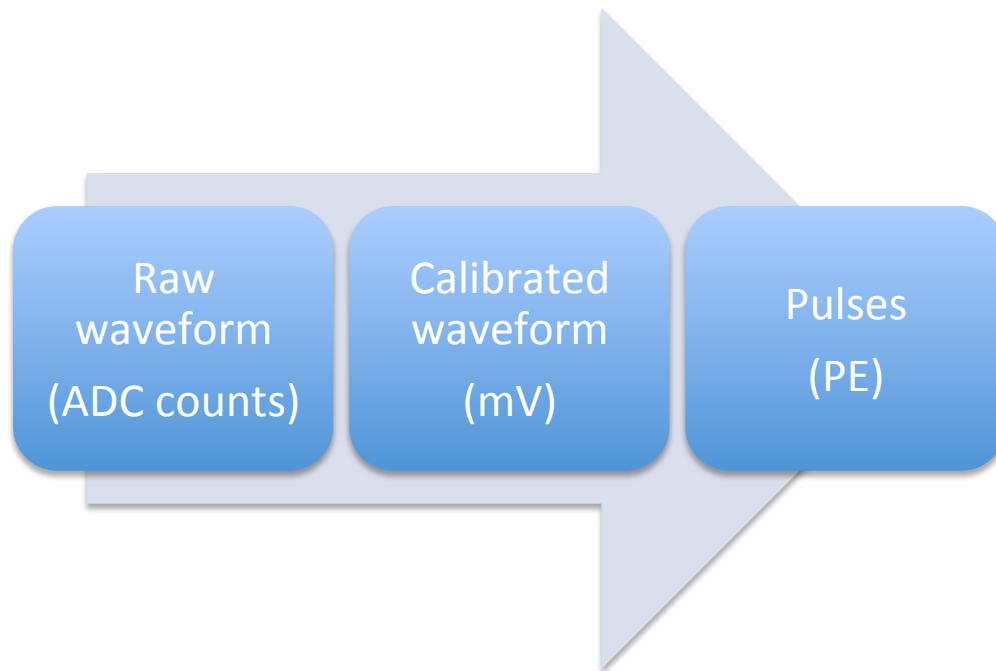 Raw
waveform
(ADC counts)
Calibrated
waveform
(mV)
Pulses
(PE)